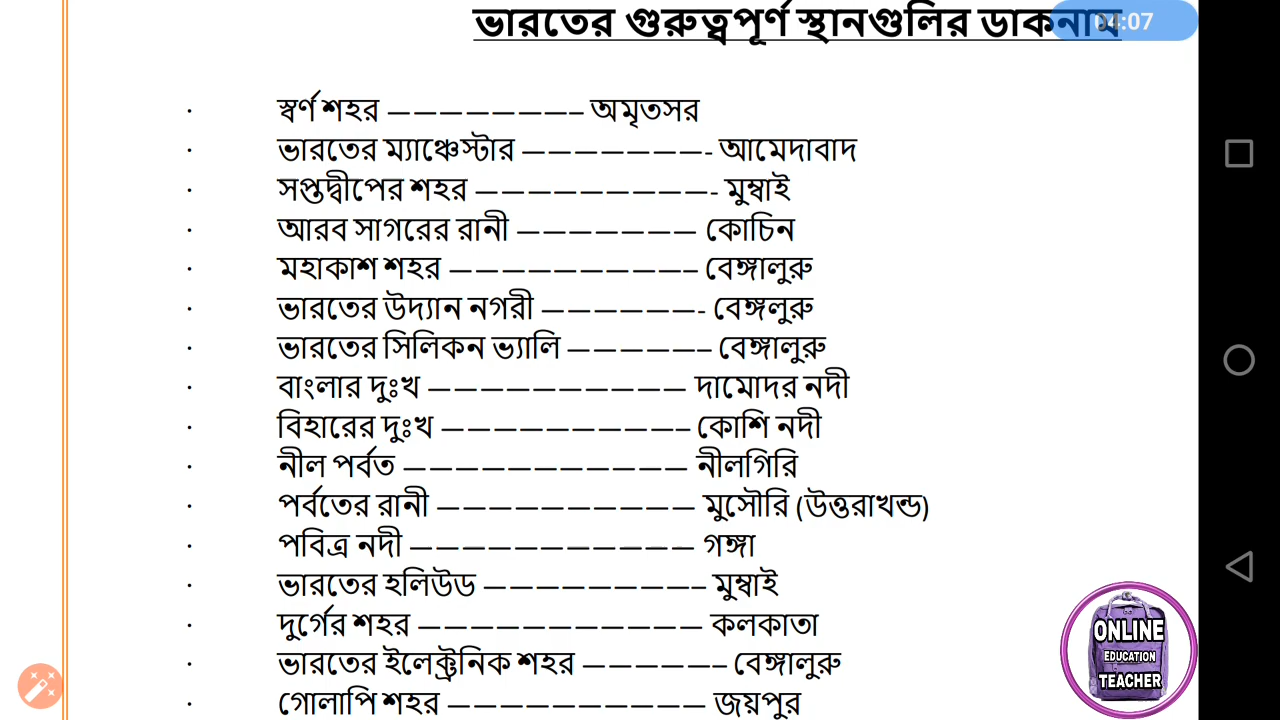 ভারতের গুরুত্বপূর্ণ স্থানগুলির ডাকনাম
04:07
· স্বর্ণ শহর –––––––– অমৃতসর
· ভারতের ম্যাঞ্চেস্টার –––––––- আমেদাবাদ
· সপ্তদ্বীপের শহর –––––––––- মুম্বাই
· আরব সাগরের রানী ––––––– কোচিন
· মহাকাশ শহর –––––––––– বেঙ্গালুরু
· ভারতের উদ্যান নগরী ––––––- বেঙ্গলুরু
· ভারতের সিলিকন ভ্যালি –––––– বেঙ্গালুরু
· বাংলার দুঃখ –––––––––– দামোদর নদী
· বিহারের দুঃখ –––––––––– কোশি নদী
· নীল পর্বত ––––––––––– নীলগিরি
· পর্বতের রানী –––––––––– মুসৌরি (উত্তরাখন্ড)
· পবিত্র নদী ––––––––––– গঙ্গা
· ভারতের হলিউড ––––––––– মুম্বাই
· দুর্গের শহর ––––––––––– কলকাতা
· ভারতের ইলেক্ট্রনিক শহর –––––– বেঙ্গালুরু
· গোলাপি শহর –––––––––– জয়পুর
ONLINE
EDUCATION
TEACHER